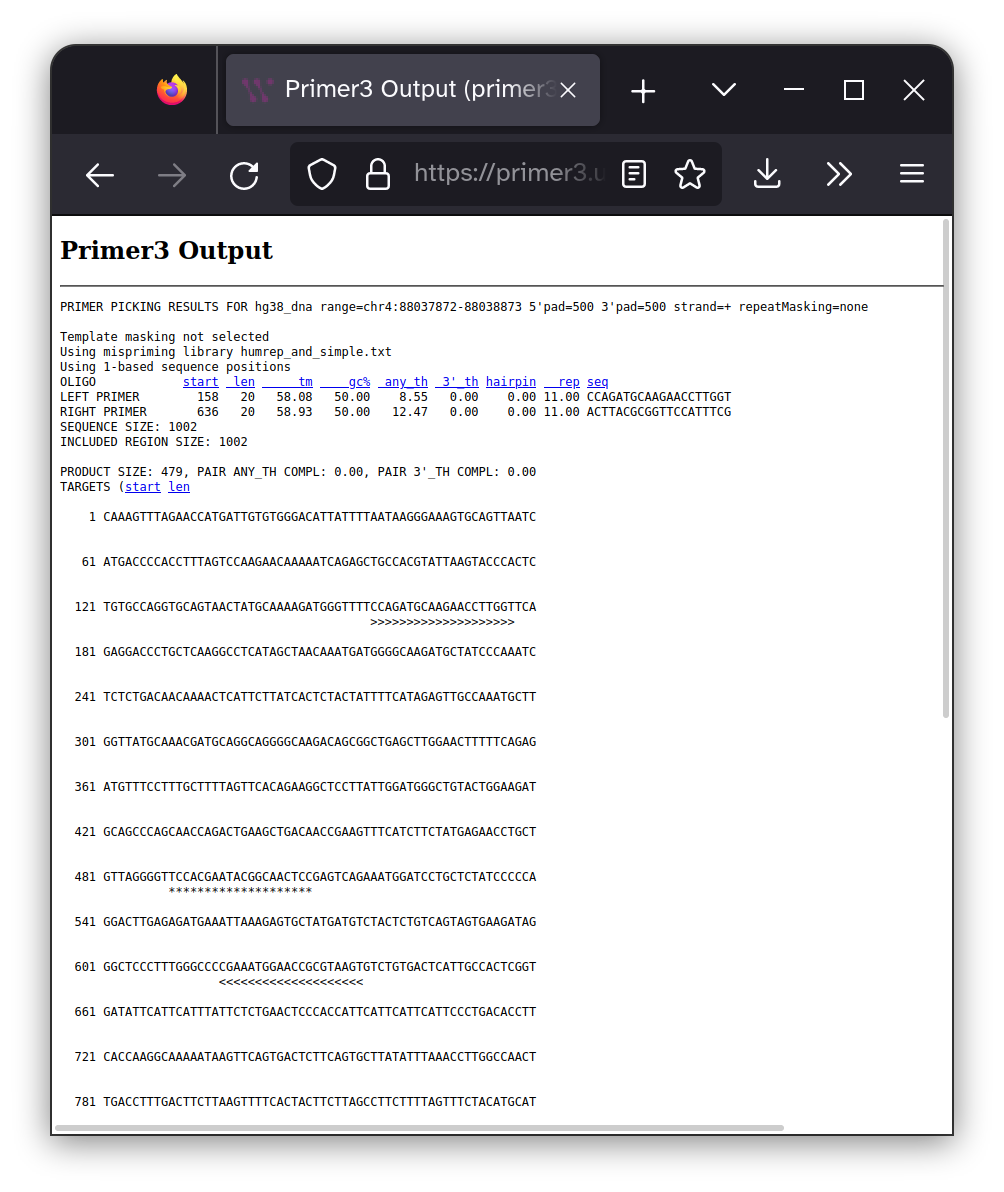 Primer3 Output (primer3
https://primer3.u
Primer3 Output
PRIMER PICKING RESULTS FOR hg38_dna range=chr4:88037872-88038873 5'pad=500 3'pad=500 strand=+ repeatMasking=none
Template masking not selected
Using mispriming library humrep_and_simple.txt
Using 1-based sequence positions
OLIGO start len tm gc% any_th 3'_th hairpin rep seq
LEFT PRIMER 158 20 58.08 50.00 8.55 0.00 0.00 11.00 CCAGATGCAAGAACCTTGGT
RIGHT PRIMER 636 20 58.93 50.00 12.47 0.00 0.00 11.00 ACTTACGCGGTTCCATTTCG
SEQUENCE SIZE: 1002
INCLUDED REGION SIZE: 1002
PRODUCT SIZE: 479, PAIR ANY_TH COMPL: 0.00, PAIR 3'_TH COMPL: 0.00
TARGETS (start len
1 CAAAGTTTAGAACCATGATTGTGTGGGACATTATTTTAATAAGGGAAAGTGCAGTTAATC
61 ATGACCCCACCTTTAGTCCAAGAACAAAAATCAGAGCTGCCACGTATTAAGTACCCACTC
121 TGTGCCAGGTGCAGTAACTATGCAAAAGATGGGTTTTCCAGATGCAAGAACCTTGGTTCA
>>>>>>>>>>>>>>>>>>>>
181 GAGGACCCTGCTCAAGGCCTCATAGCTAACAAATGATGGGGCAAGATGCTATCCCAAATC
241 TCTCTGACAACAAAACTCATTCTTATCACTCTACTATTTTCATAGAGTTGCCAAATGCTT
301 GGTTATGCAAACGATGCAGGCAGGGGCAAGACAGCGGCTGAGCTTGGAACTTTTTCAGAG
361 ATGTTTCCTTTGCTTTTAGTTCACAGAAGGCTCCTTATTGGATGGGCTGTACTGGAAGAT
421 GCAGCCCAGCAACCAGACTGAAGCTGACAACCGAAGTTTCATCTTCTATGAGAACCTGCT
481 GTTAGGGGTTCCACGAATACGGCAACTCCGAGTCAGAAATGGATCCTGCTCTATCCCCCA
********************
541 GGACTTGAGAGATGAAATTAAAGAGTGCTATGATGTCTACTCTGTCAGTAGTGAAGATAG
601 GGCTCCCTTTGGGCCCCGAAATGGAACCGCGTAAGTGTCTGTGACTCATTGCCACTCGGT
<<<<<<<<<<<<<<<<<<<<
661 GATATTCATTCATTTATTCTCTGAACTCCCACCATTCATTCATTCATTCCCTGACACCTT
721 CACCAAGGCAAAAATAAGTTCAGTGACTCTTCAGTGCTTATATTTAAACCTTGGCCAACT
781 TGACCTTTGACTTCTTAAGTTTTCACTACTTCTTAGCCTTCTTTTAGTTTCTACATGCAT